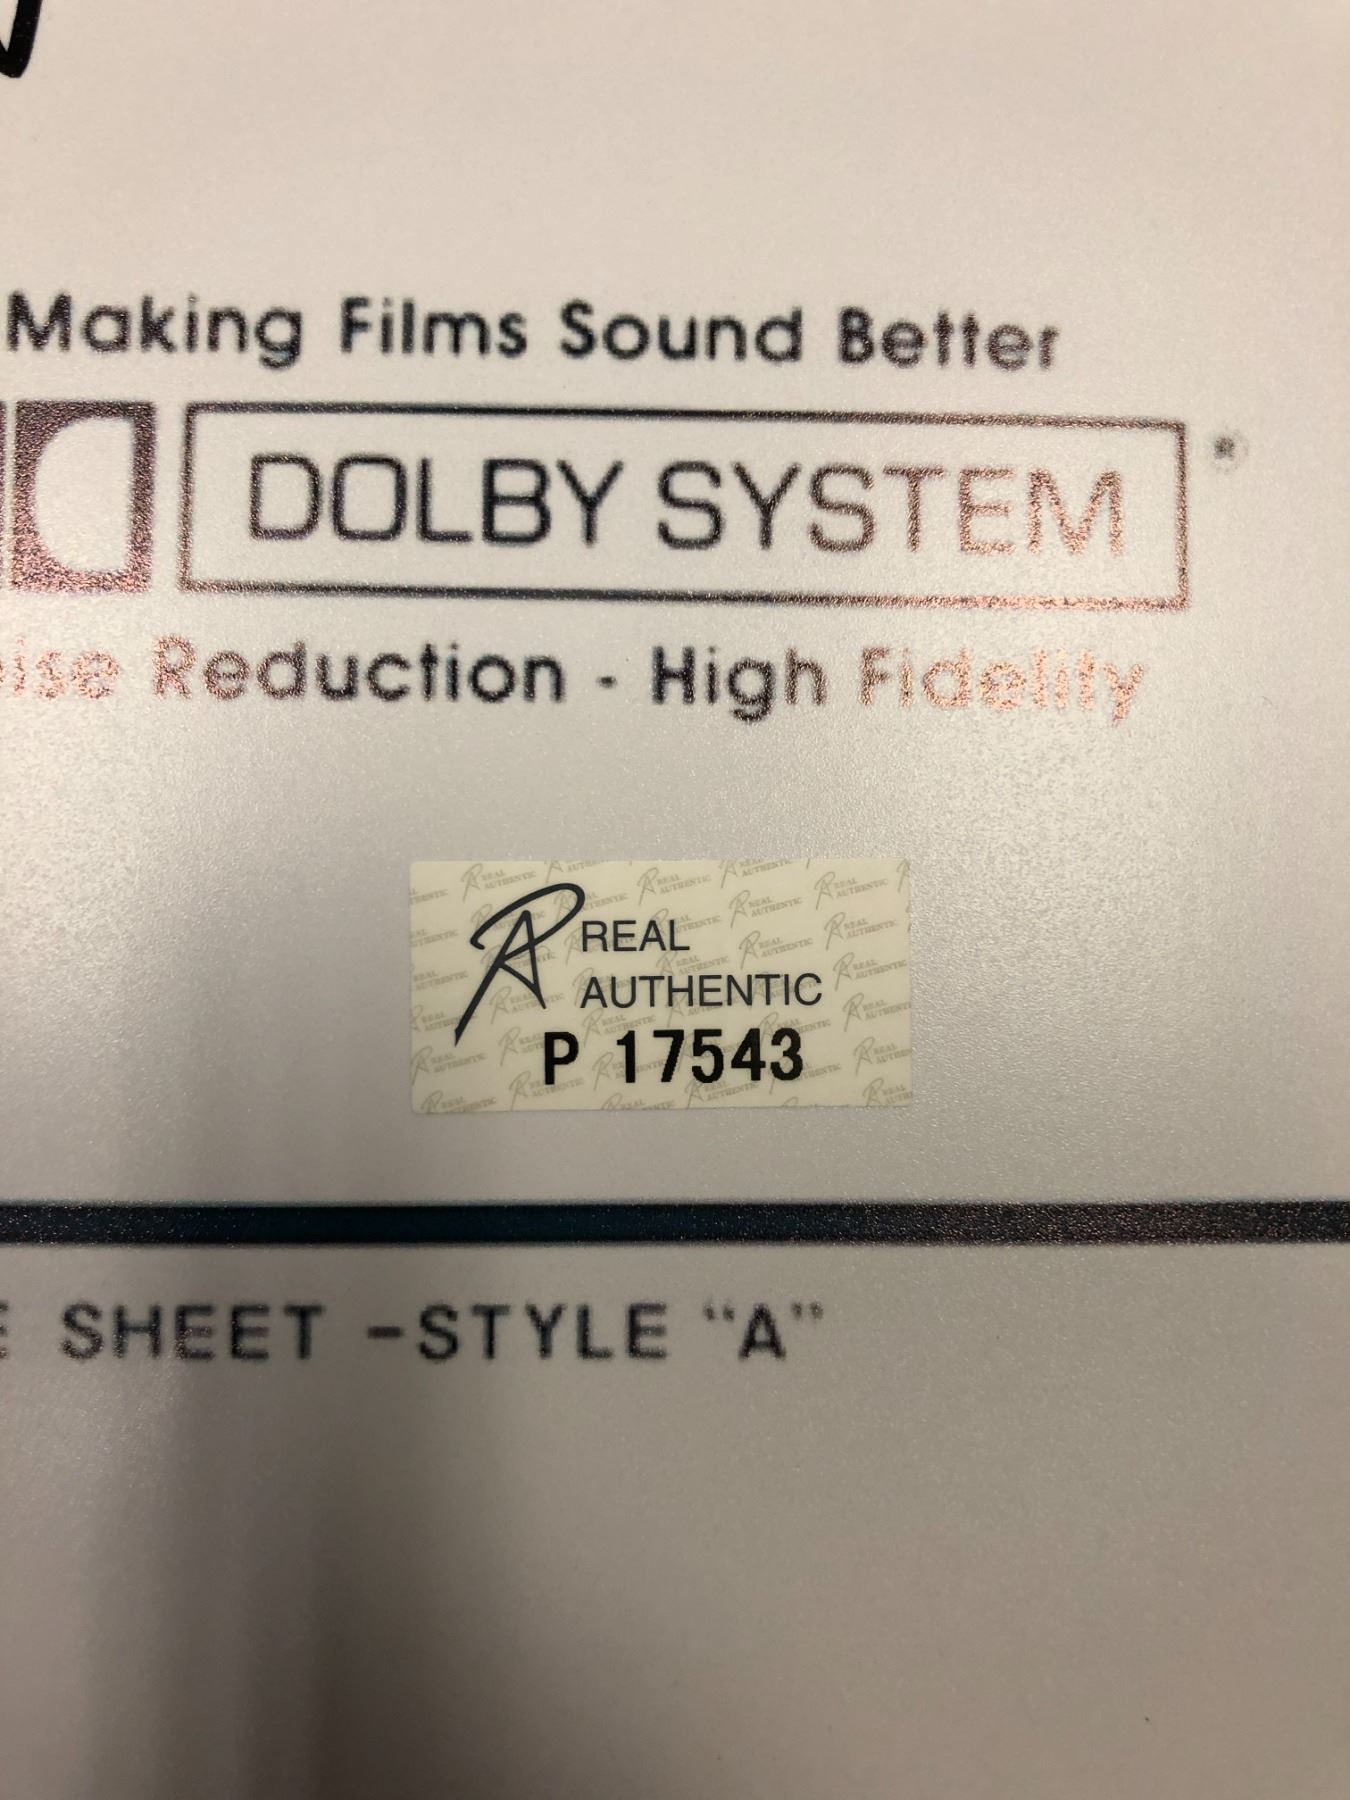 Making Films Sound Better
DOLBY SYSTEM ®
Reduction - High Fidelity
REAL
AUTHENTIC
P 17543
SHEET -STYLE "A"